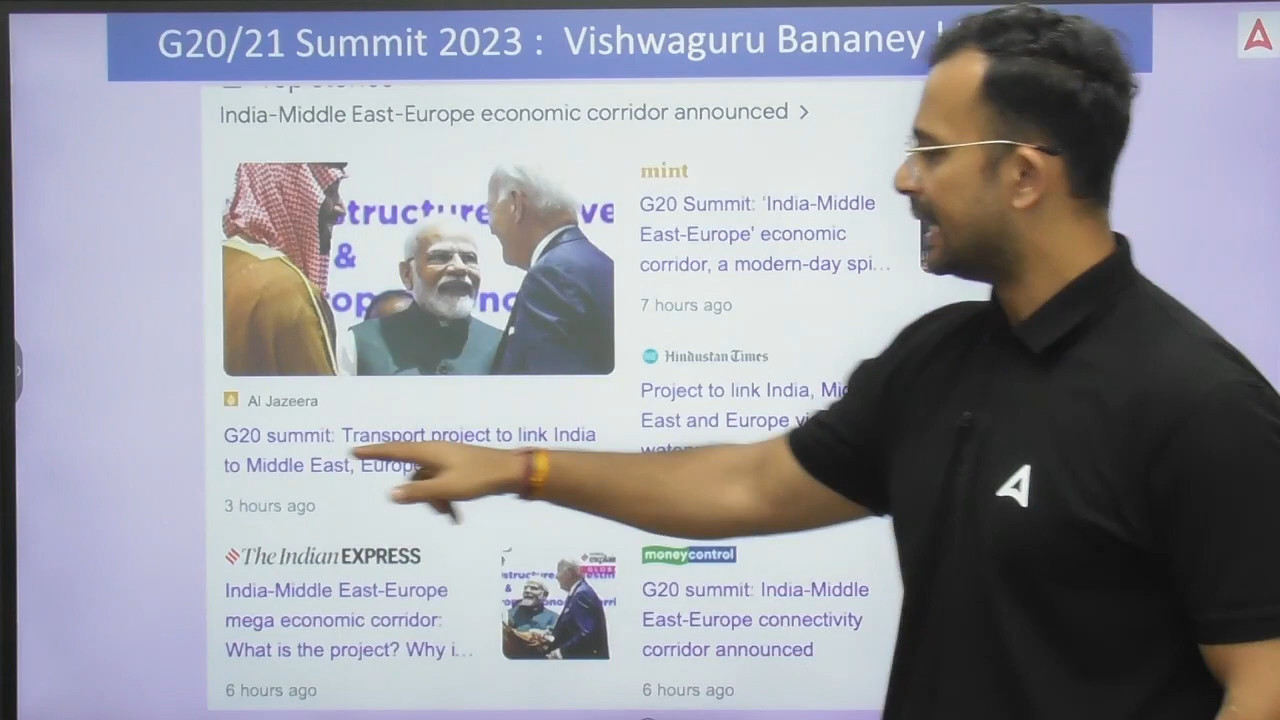 G20/21 Summit 2023 : Vishwaguru Bananey
India-Middle East-Europe economic corridor announced >
tructure
&
Al Jazeera
G20 summit: Transport project to link India
to Middle East, Europe
3 hours ago
mint
G20 Summit: 'India-Middle
East-Europe' economic
corridor, a modern-day spi...
7 hours ago
Hindustan Times
Project to link India, Mid
East and Europe vi
The Indian EXPRESS
India-Middle East-Europe
mega economic corridor:
What is the project? Why i...
6 hours ago
moneycontrol
G20 summit: India-Middle
East-Europe connectivity
corridor announced
6 hours ago